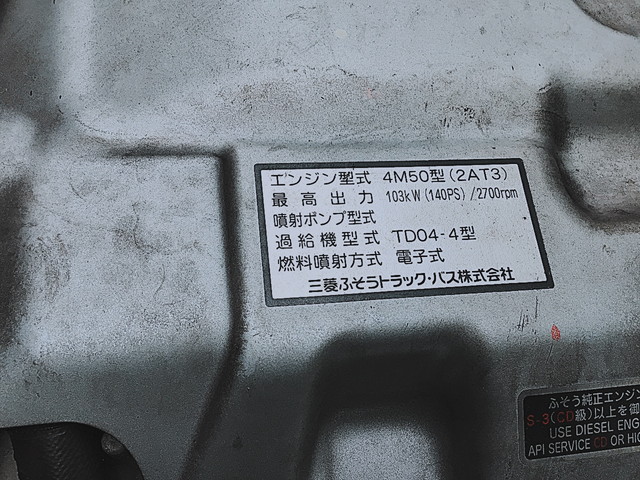 エンジン型式 4M50型(2AT3)
最高出力 103kW(140PS)/2700rpm
噴射ポンプ型式
過給機型式 TD04-4型
燃料噴射方式 電子式
三菱ふそうトラック・バス株式会社
ふそう純正エンジン
S-3(CD級)以上を御
USE DIESEL ENG
API SERVICE CD OR